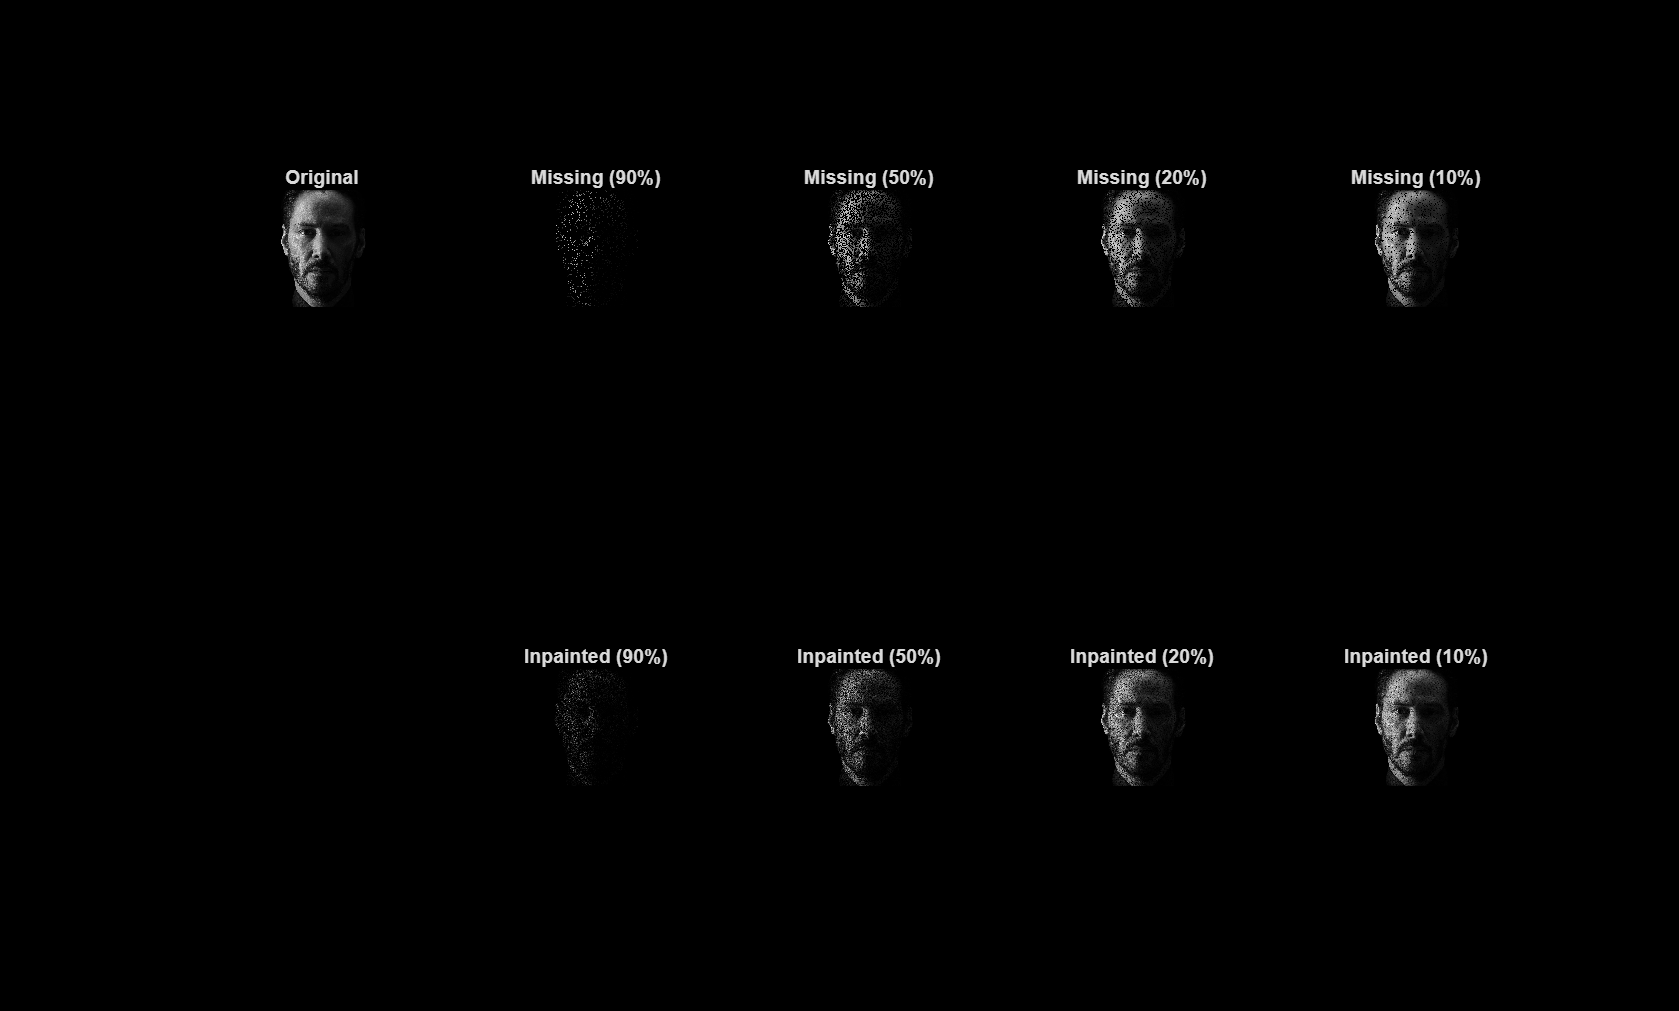 Original
Missing (90%)
Missing (50%)
Missing (20%)
Missing (10%)
Inpainted (90%)
Inpainted (50%)
Inpainted (20%)
Inpainted (10%)